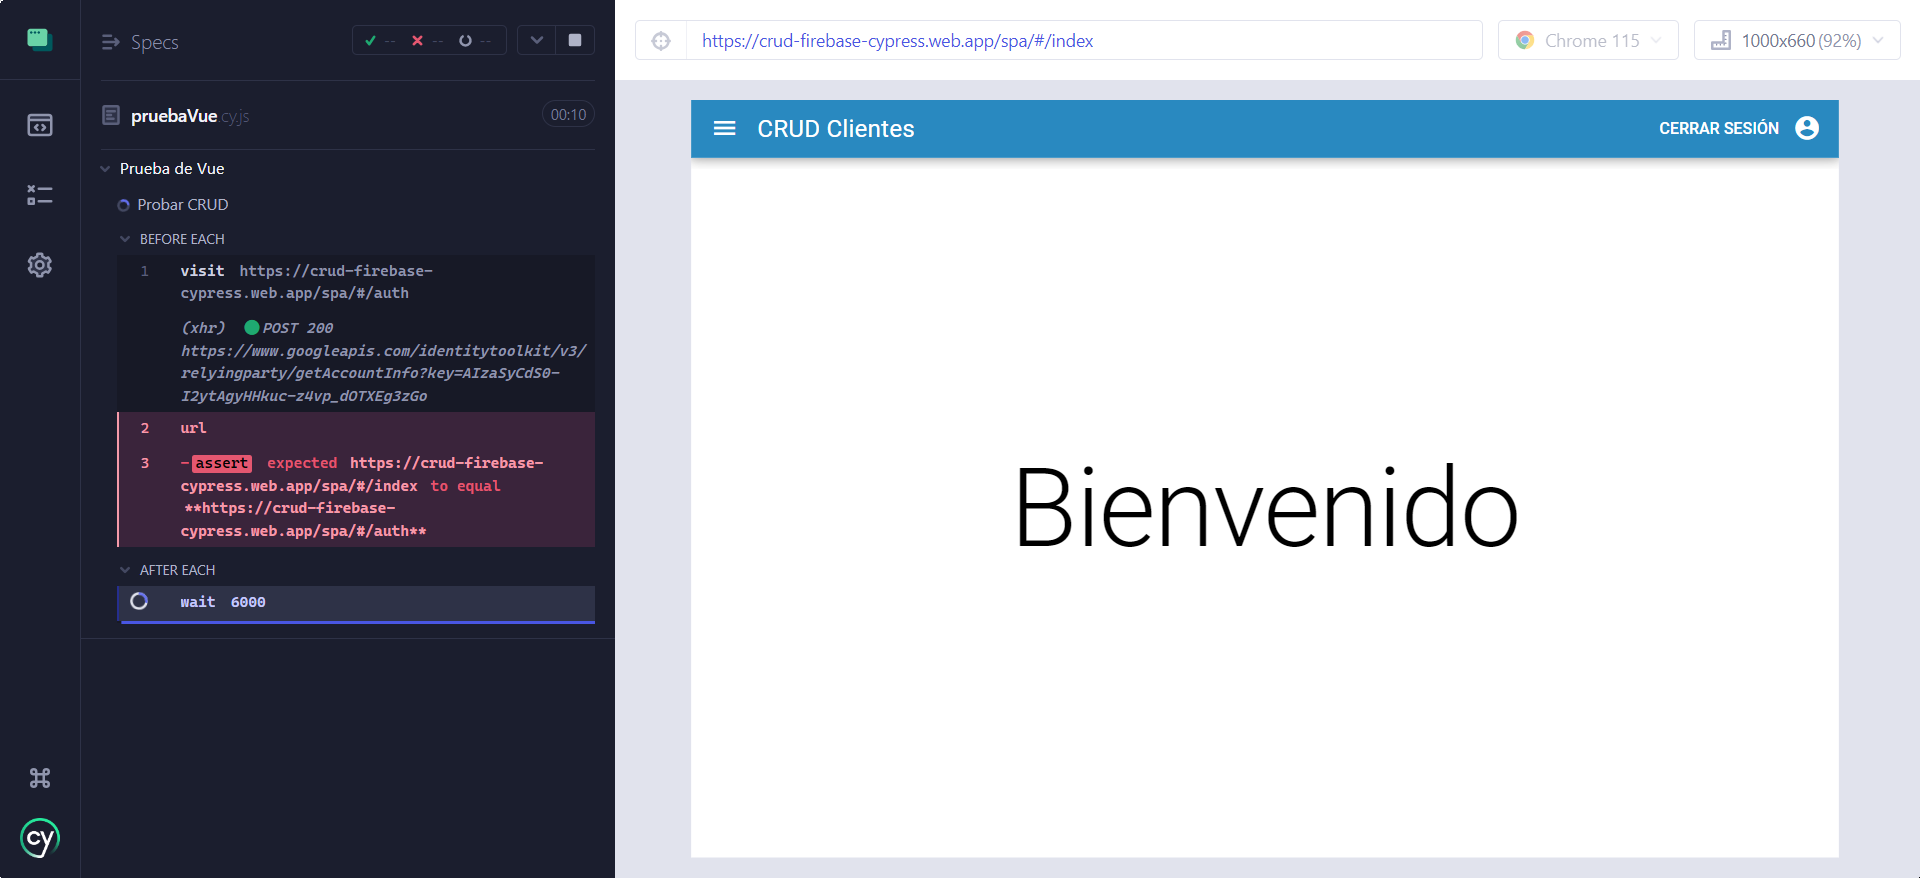 Specs
-- -- --
pruebaVue.cy.js
00:10
Prueba de Vue
Probar CRUD
BEFORE EACH
1 visit https://crud-firebase-
cypress.web.app/spa/#/auth
(xhr) POST 200
https://www.googleapis.com/identitytoolkit/v3/
relyingparty/getAccountInfo?key=AIzaSyCdS0-
I2ytAgyHHkuc-z4vp_dOTXEg3zGo
2 url
3 -assert expected https://crud-firebase-
cypress.web.app/spa/#/index to equal
**https://crud-firebase-
cypress.web.app/spa/#/auth**
AFTER EACH
wait 6000
cy
https://crud-firebase-cypress.web.app/spa/#/index
Chrome 115
1000x660 (92%)
CRUD Clientes
CERRAR SESIÓN
Bienvenido